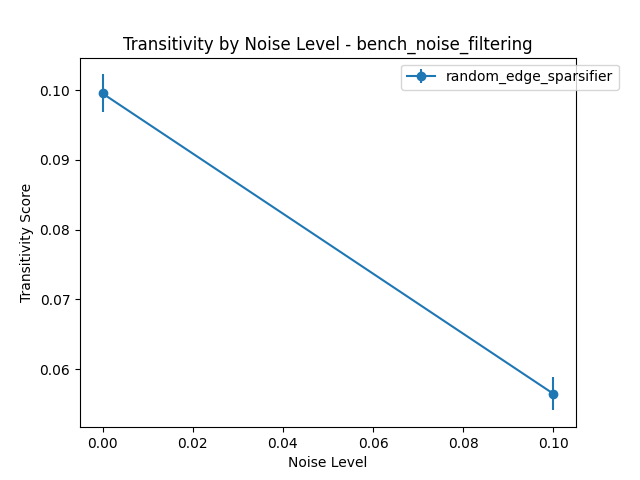 Transitivity by Noise Level - bench_noise_filtering
random_edge_sparsifier
0.10
0.09
0.08
0.07
0.06
Transitivity Score
0.00
0.02
0.04
0.06
0.08
0.10
Noise Level